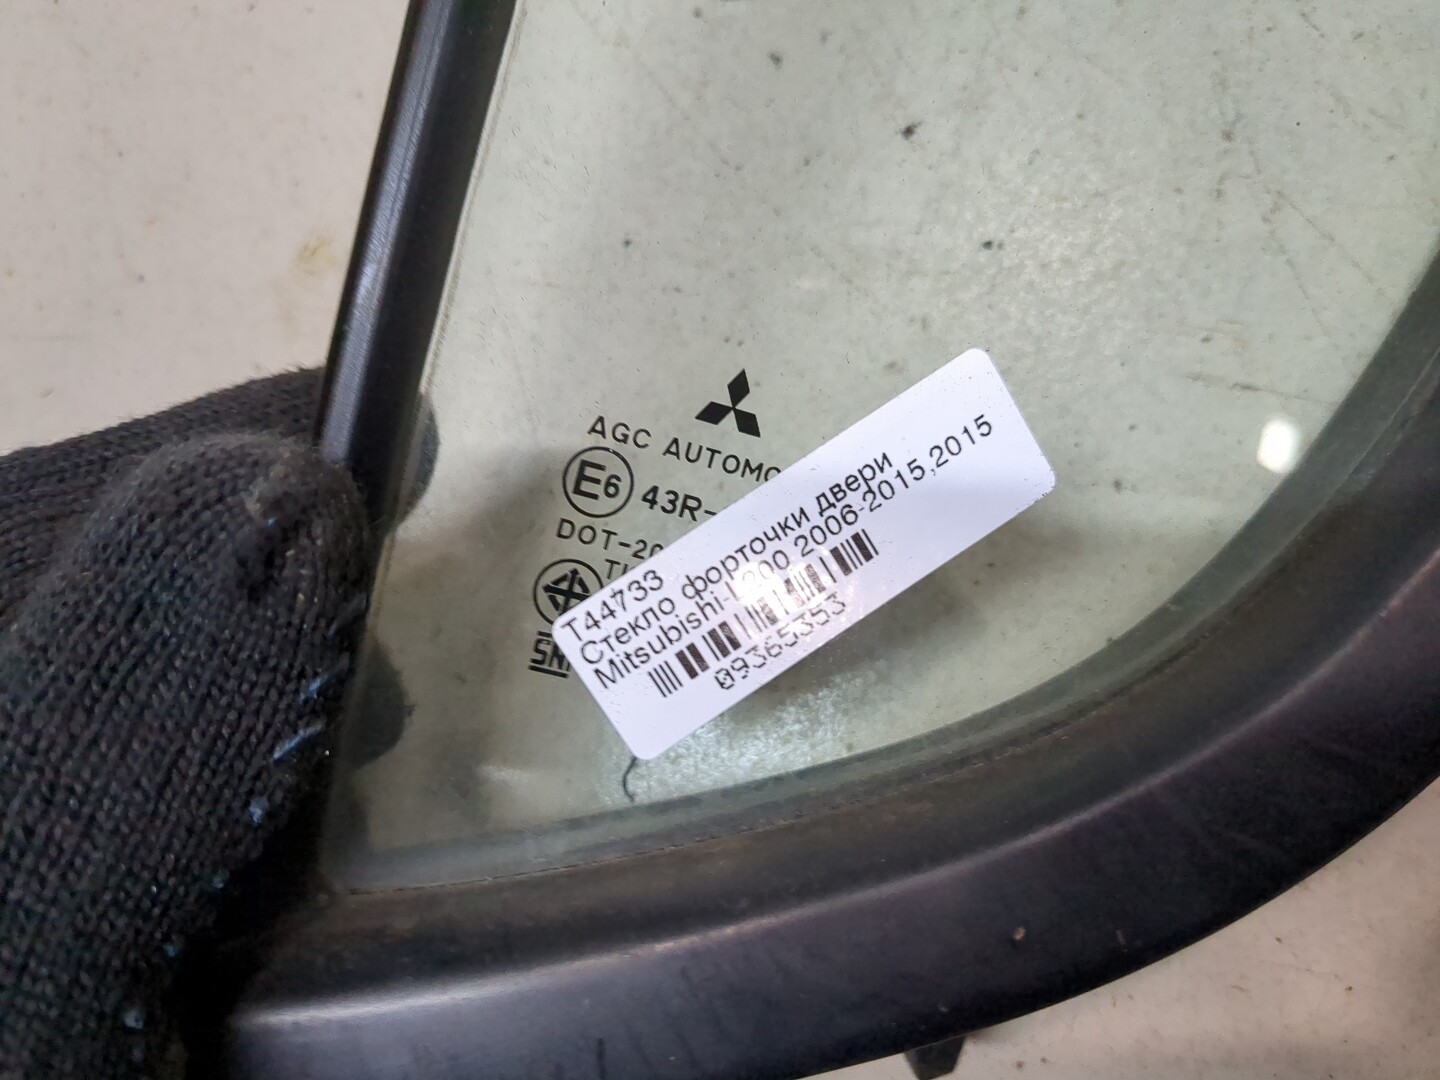 AGC AUTOMO
E6 43R-
DOT-20
T44733
Стекло форточки двери
Mitsubishi-L200 2006-2015,2015
09365353